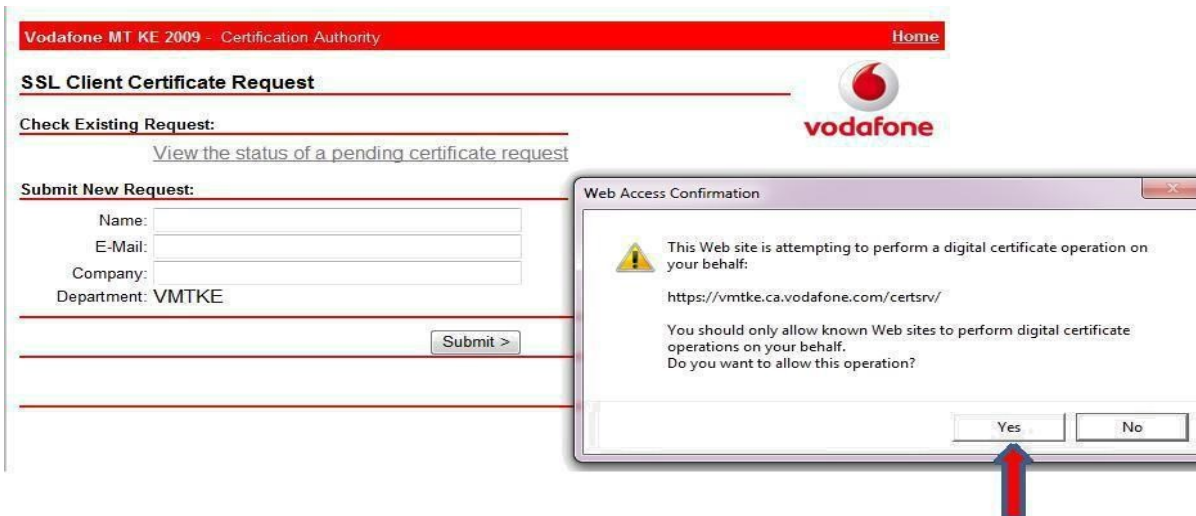 Vodafone MT KE 2009 - Certification Authority
Home
SSL Client Certificate Request
vodafone
Check Existing Request:
View the status of a pending certificate request
Submit New Request:
Name:
E-Mail:
Company:
Department: VMTKE
Submit >
Web Access Confirmation
This Web site is attempting to perform a digital certificate operation on
your behalf:
https://vmtke.ca.vodafone.com/certsrv/
You should only allow known Web sites to perform digital certificate
operations on your behalf.
Do you want to allow this operation?
Yes
No